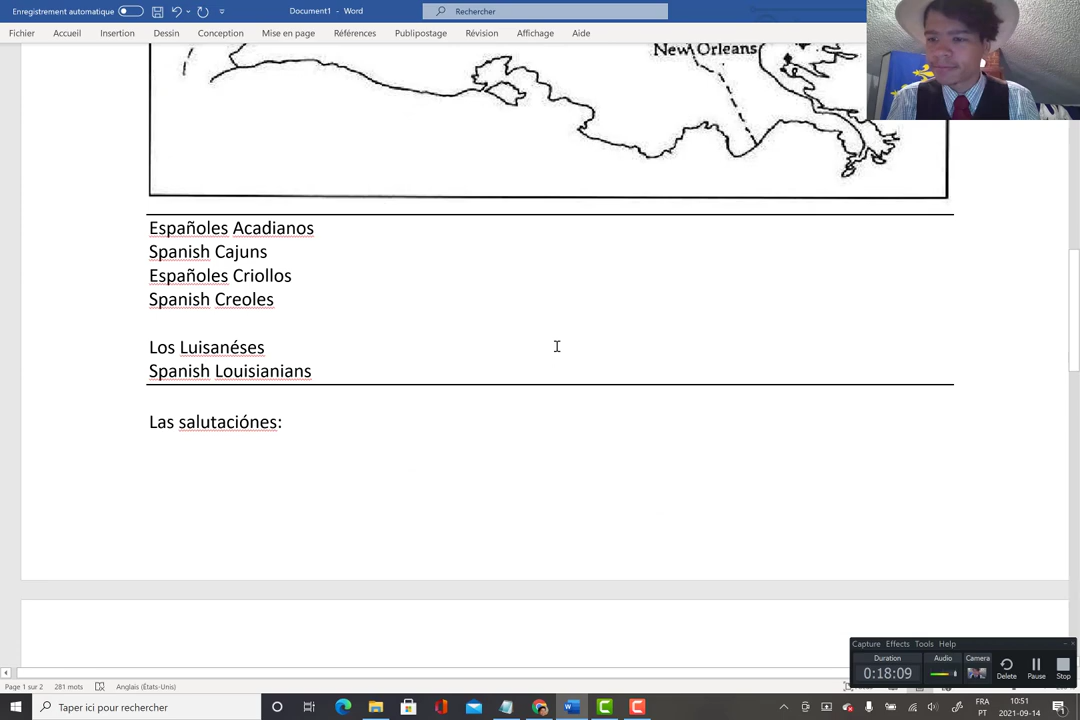 Enregistrement automatique
Document1 - Word
Rechercher
Fichier Accueil Insertion Dessin Conception Mise en page Références Publipostage Révision Affichage Aide
New Orleans
Españoles Acadianos
Spanish Cajuns
Españoles Criollos
Spanish Creoles
Los Luisanéses
Spanish Louisianians
Las salutaciónes:
Capture Effects Tools Help
Duration Audio Camera
0:18:09
Delete Pause Stop
Page 1 sur 2 281 mots Anglais (États-Unis)
Taper ici pour rechercher
FRA
PT
10:51
2021-09-14